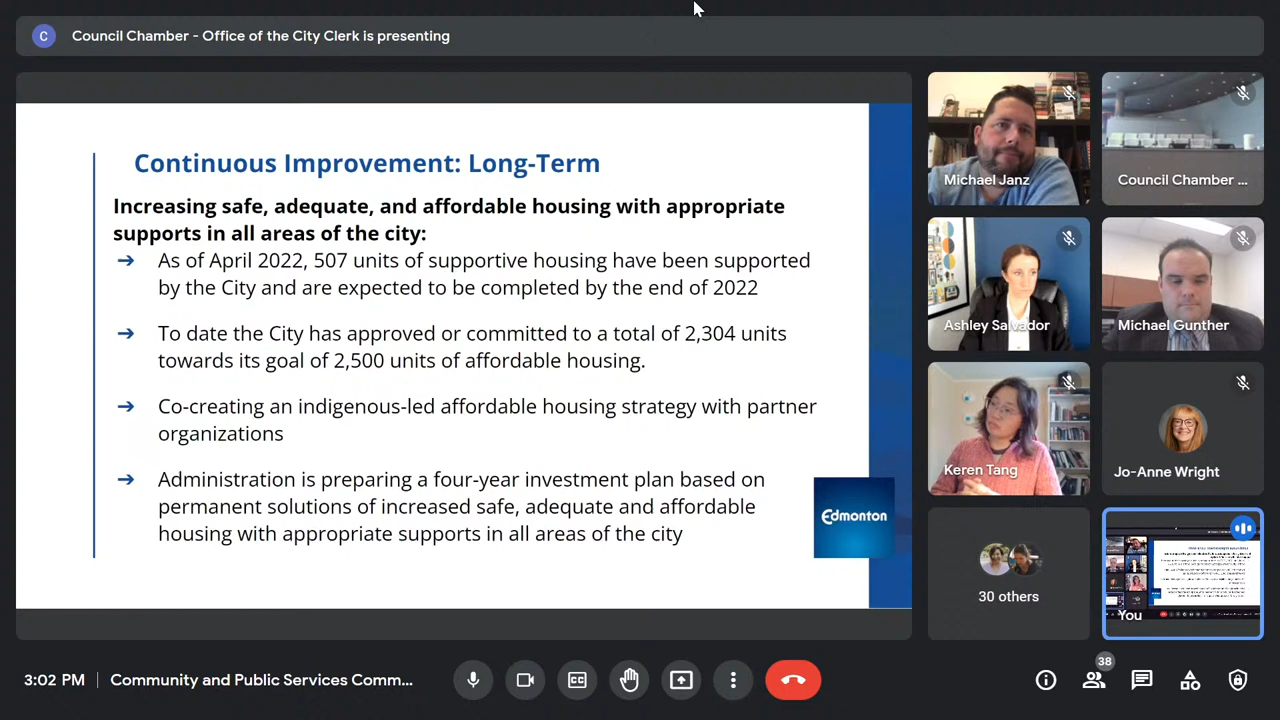 C
Council Chamber - Office of the City Clerk is presenting
Continuous Improvement: Long-Term
Increasing safe, adequate, and affordable housing with appropriate
supports in all areas of the city:
➔ As of April 2022, 507 units of supportive housing have been supported
by the City and are expected to be completed by the end of 2022
➔ To date the City has approved or committed to a total of 2,304 units
towards its goal of 2,500 units of affordable housing.
➔ Co-creating an indigenous-led affordable housing strategy with partner
organizations
➔ Administration is preparing a four-year investment plan based on
permanent solutions of increased safe, adequate and affordable
housing with appropriate supports in all areas of the city
Edmonton
Michael Janz
Council Chamber ...
Ashley Salvador
Michael Gunther
Keren Tang
Jo-Anne Wright
30 others
You
3:02 PM
Community and Public Services Comm...
CC
38